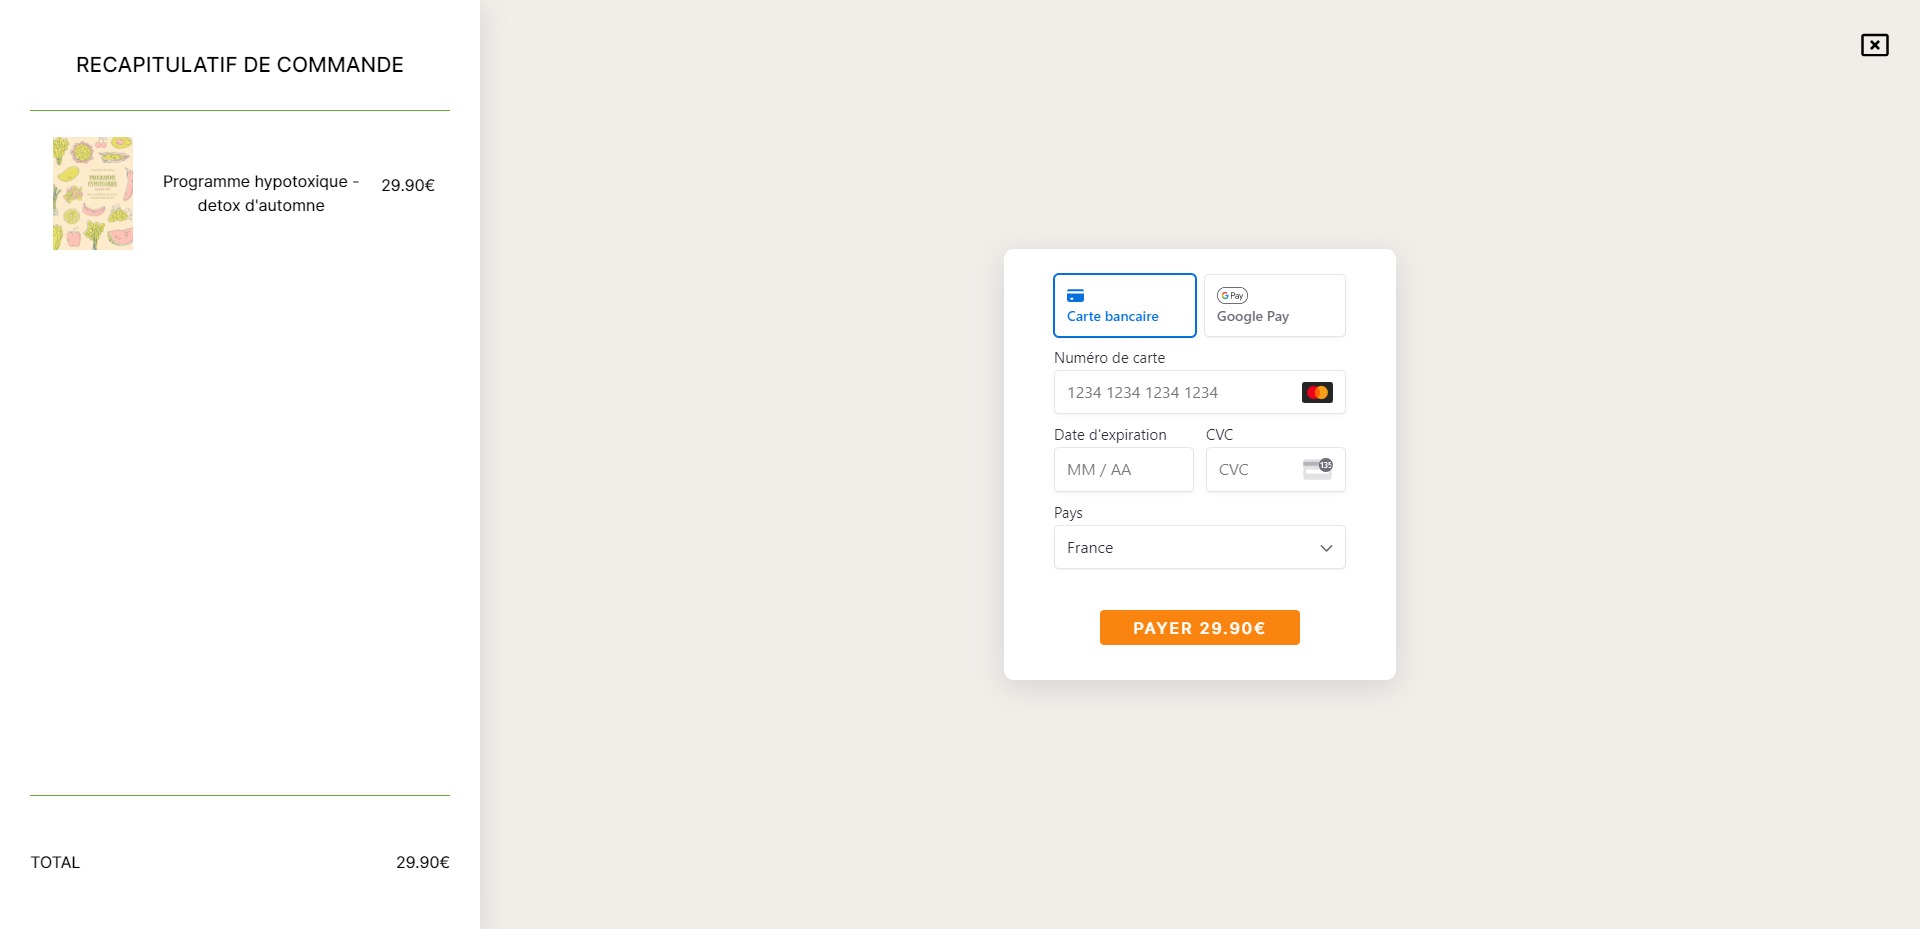 RECAPITULATIF DE COMMANDE
PROGRAMME
HYPOTOXIQUE
Programme hypotoxique -
detox d'automne
29.90€
TOTAL
29.90€
G Pay
Carte bancaire
Google Pay
Numéro de carte
1234 1234 1234 1234
Date d'expiration
CVC
MM / AA
CVC
135
Pays
France
PAYER 29.90€